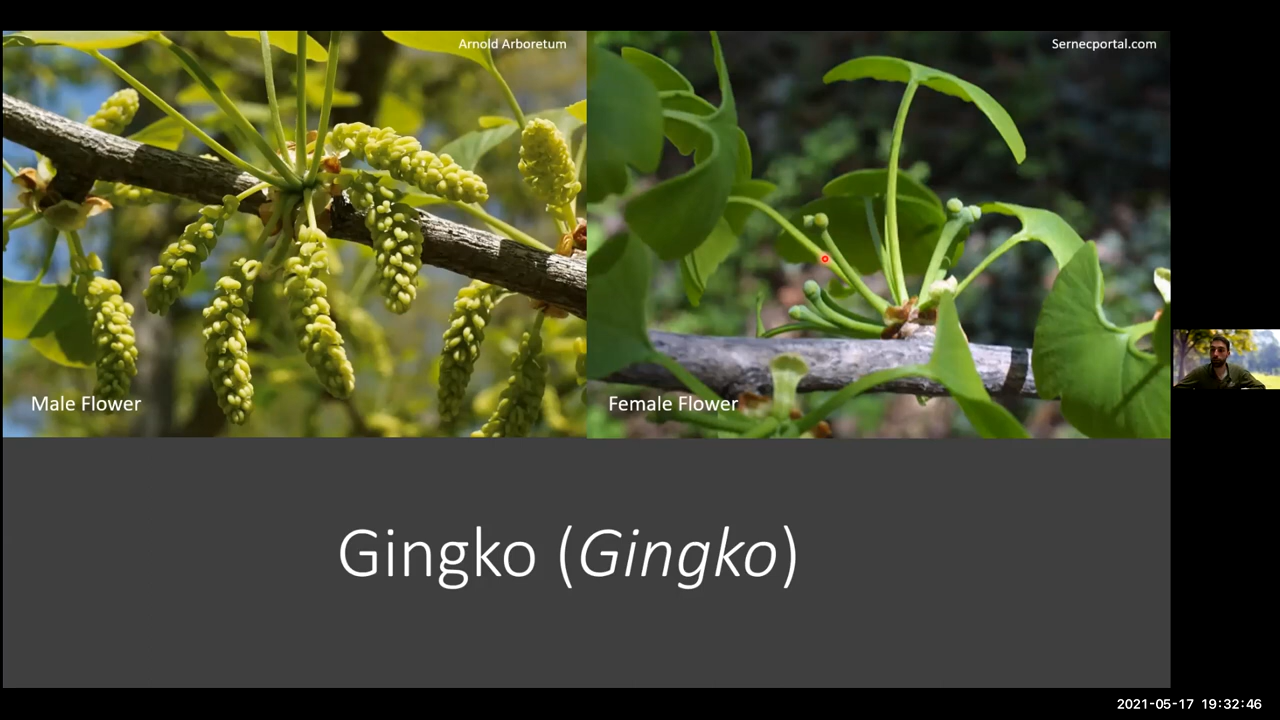 Arnold Arboretum
Sernecportal.com
Male Flower
Female Flower
Gingko (Gingko)
2021-05-17 19:32:46